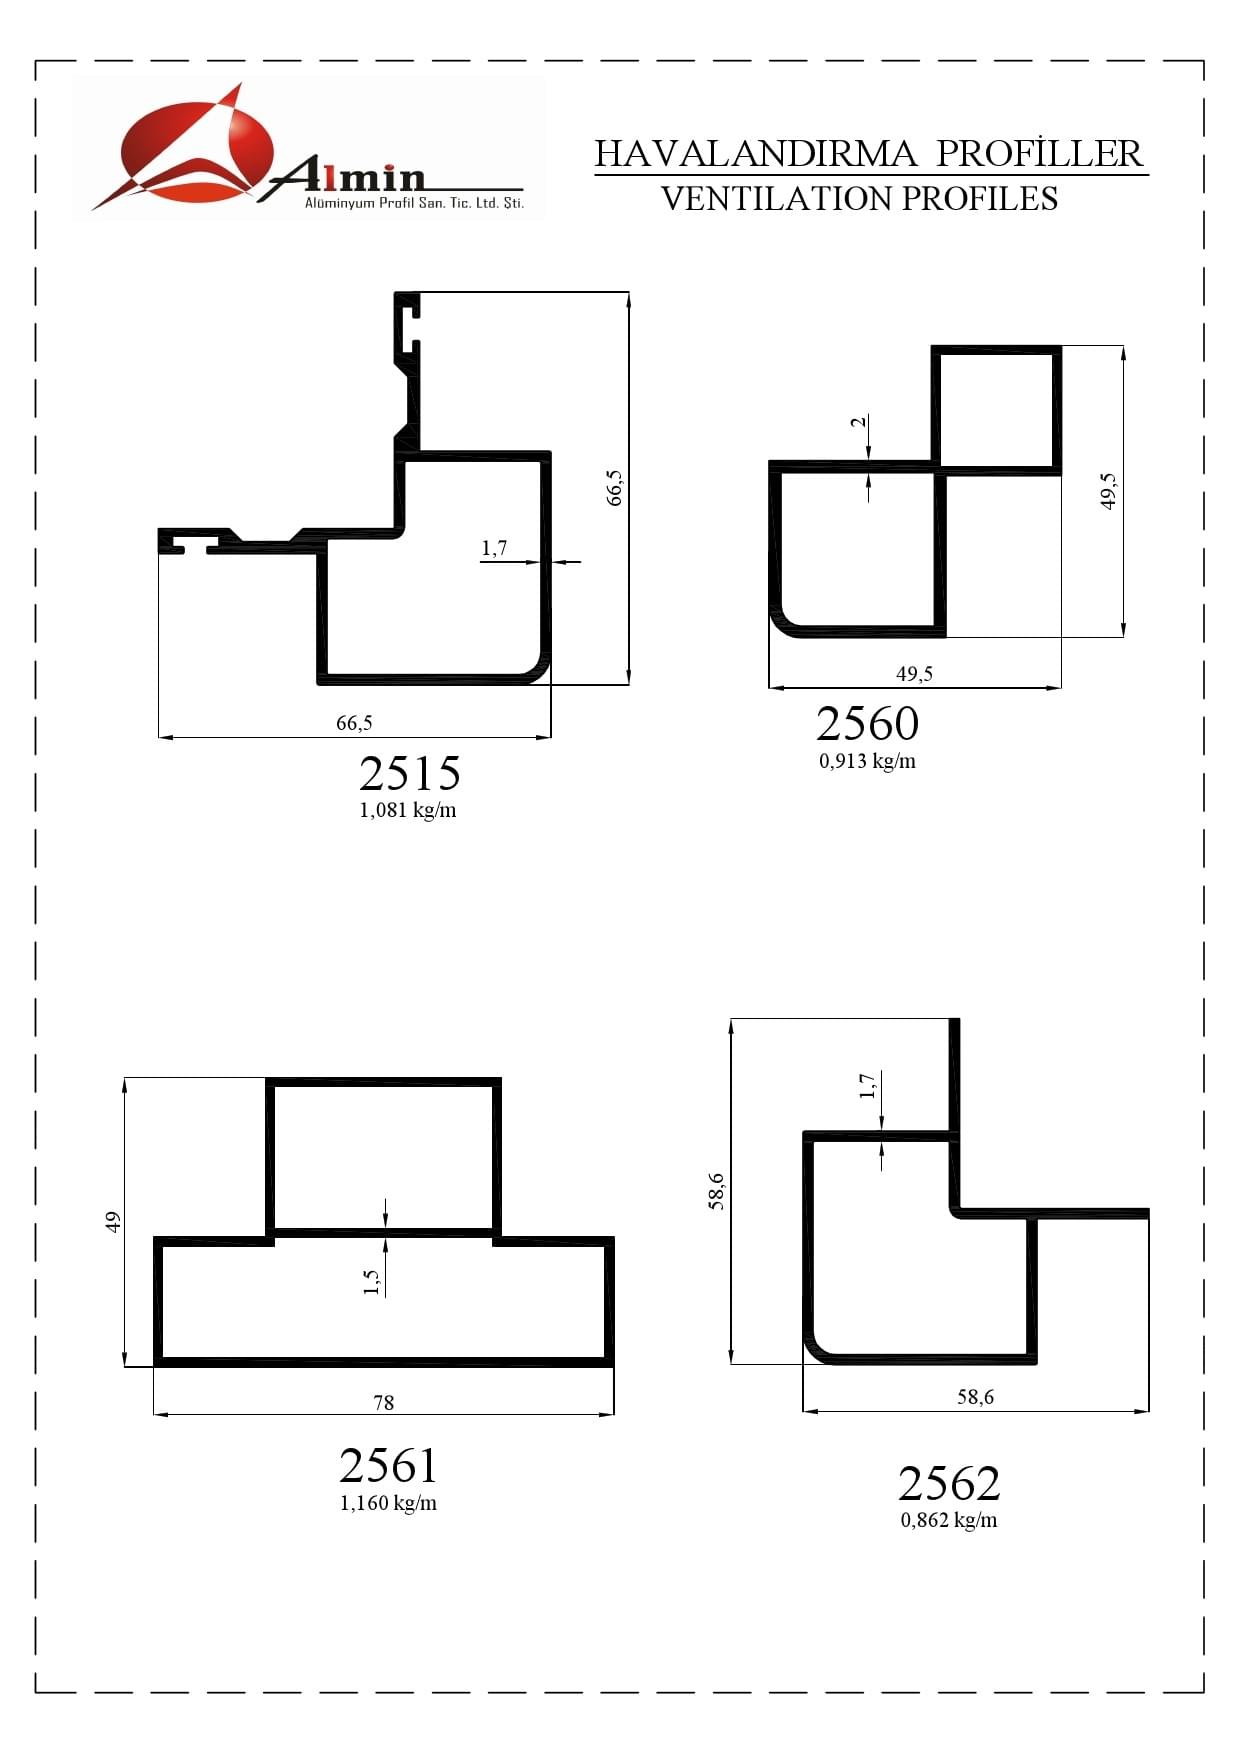 Almin
Alüminyum Profil San. Tic. Ltd. Şti.
HAVALANDIRMA PROFİLLER
VENTILATION PROFILES
66,5
1,7
66,5
2515
1,081 kg/m
2
49,5
49,5
2560
0,913 kg/m
49
1,5
78
2561
1,160 kg/m
1,7
58,6
58,6
2562
0,862 kg/m